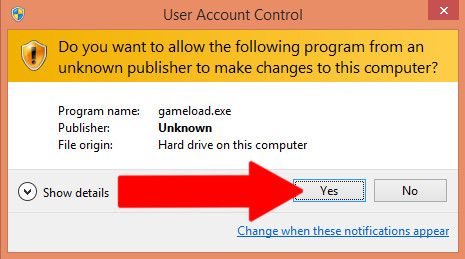 User Account Control
Do you want to allow the following program from an
unknown publisher to make changes to this computer?
Program name: gameload.exe
Publisher: Unknown
File origin: Hard drive on this computer
Show details Yes No
Change when these notifications appear